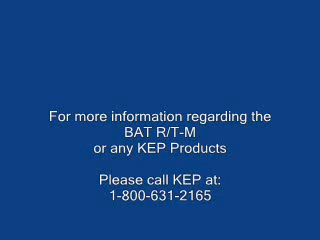 For more information regarding the
BAT R/T-M
or any KEP Products
Please call KEP at:
1-800-631-2165